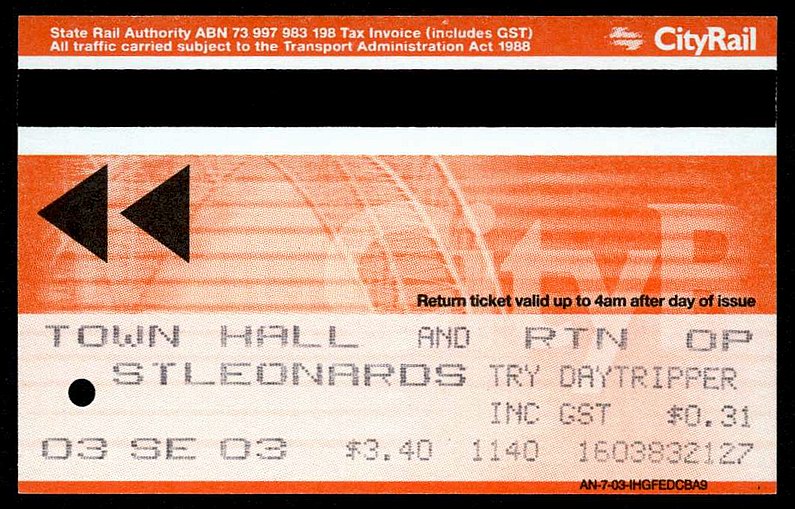 State Rail Authority ABN 73 997 983 198 Tax Invoice (includes GST)
All traffic carried subject to the Transport Administration Act 1988
CityRail
CityR
Return ticket valid up to 4am after day of issue
TOWN HALL AND RTN OP
STLEONARDS TRY DAYTRIPPER
INC GST $0.31
03 SE 03 $3.40 1140 1603832127
AN-7-03-IHGFEDCBA9